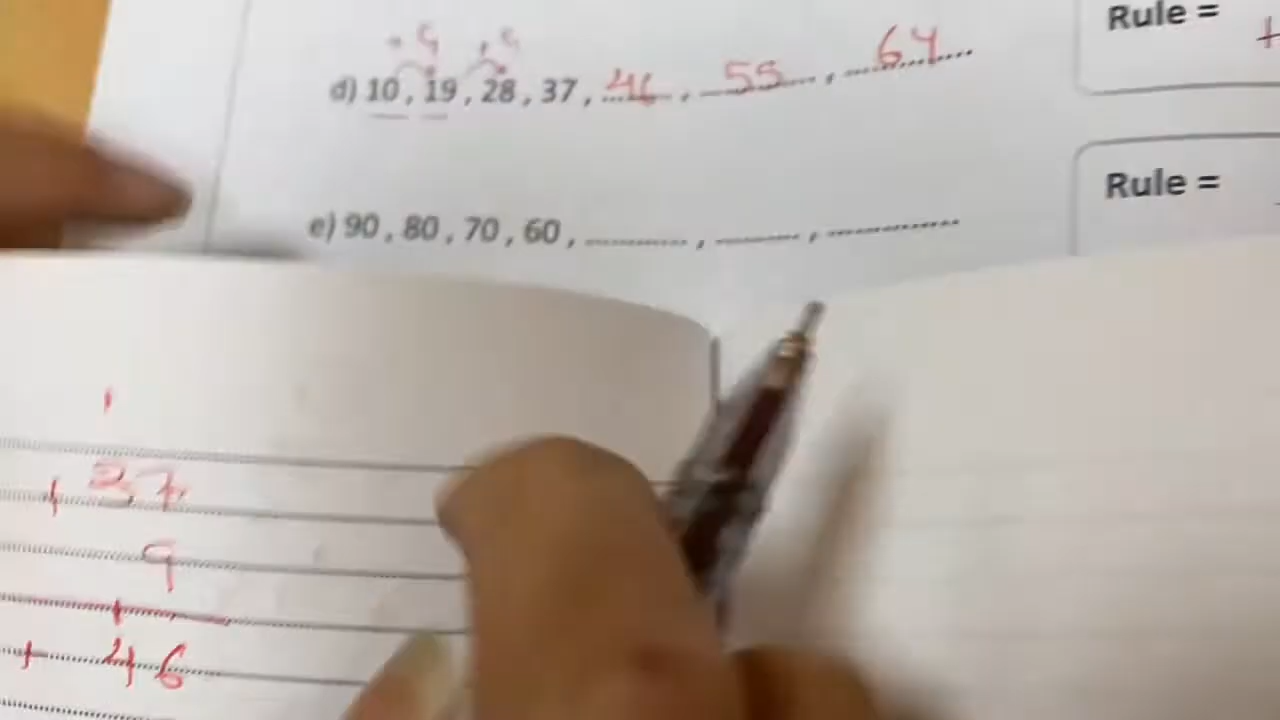 + 9 + 9
d) 10 , 19 , 28 , 37 , 46 , 55 , 64
Rule = +
e) 90 , 80 , 70 , 60 , ........... , .......... , ...............
Rule =
1
+ 37
9
+ 46